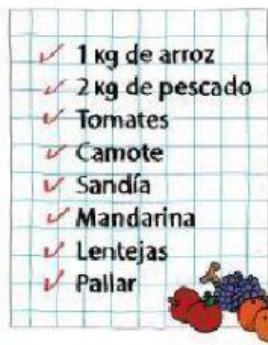 1 kg de arroz
2 kg de pescado
Tomates
Camote
Sandía
Mandarina
Lentejas
Pallar